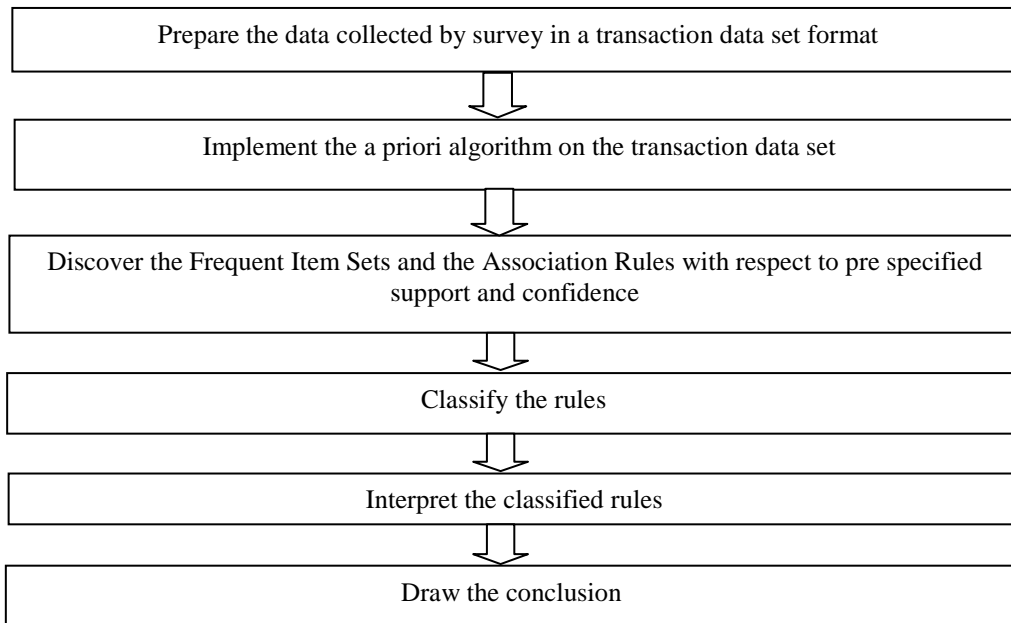 Prepare the data collected by survey in a transaction data set format
Implement the a priori algorithm on the transaction data set
Discover the Frequent Item Sets and the Association Rules with respect to pre specified
support and confidence
Classify the rules
Interpret the classified rules
Draw the conclusion